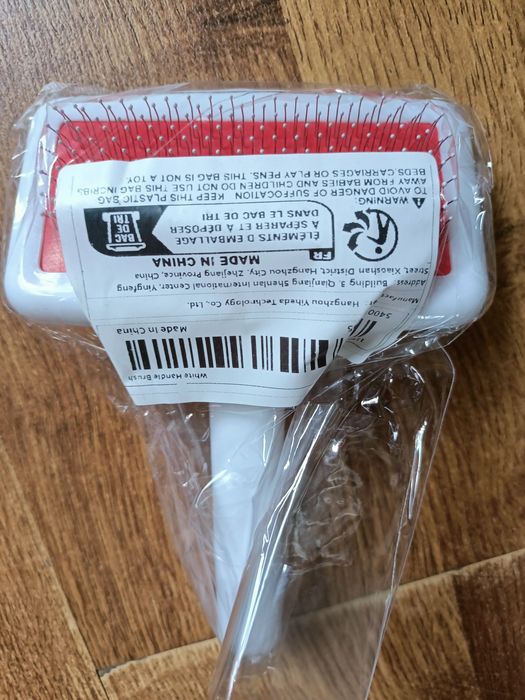 White Handle Brush
Made in China
5400
Manufact
Hangzhou Yiheda Technology Co., Ltd.
Address: Building, 3, Qianjiang Shenlan International Center, Yingfeng
Street, Xiaoshan District, Hangzhou City, Zhejiang Province, China
MADE IN CHINA
FR
ÉLÉMENTS D EMBALLAGE
À SÉPARER ET À DÉPOSER
DANS LE BAC DE TRI
BAC
DE
TRI
WARNING:
TO AVOID DANGER OF SUFFOCATION KEEP THIS PLASTIC BAG
AWAY FROM BABIES AND CHILDREN DO NOT USE THIS BAG INCRIBS,
BEDS,CARRIAGES OR PLAY PENS. THIS BAG IS NOT A TOY.